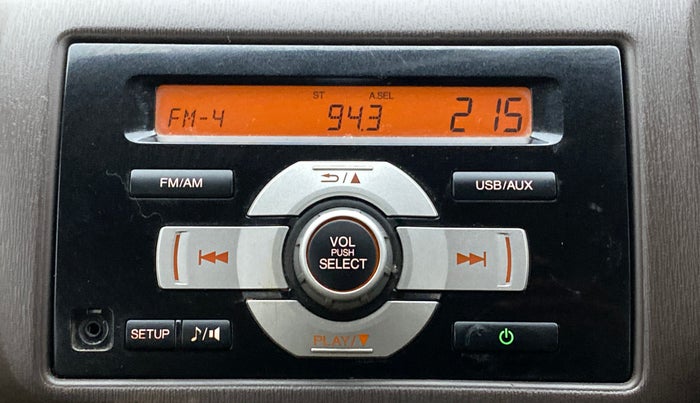 ST A.SEL
FM-4 94.3 2 15
FM/AM
USB/AUX
VOL
PUSH
SELECT
SETUP
PLAY/